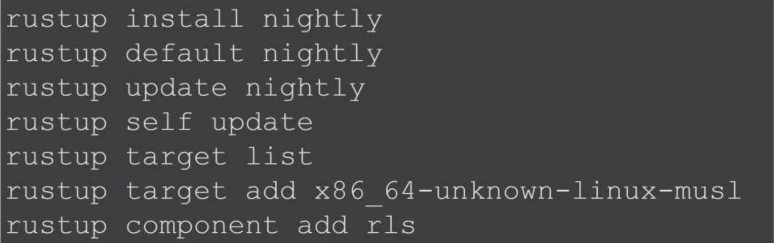 rustup install nightly
rustup default nightly
rustup update nightly
rustup self update
rustup target list
rustup target add x86_64-unknown-linux-musl
rustup component add rls